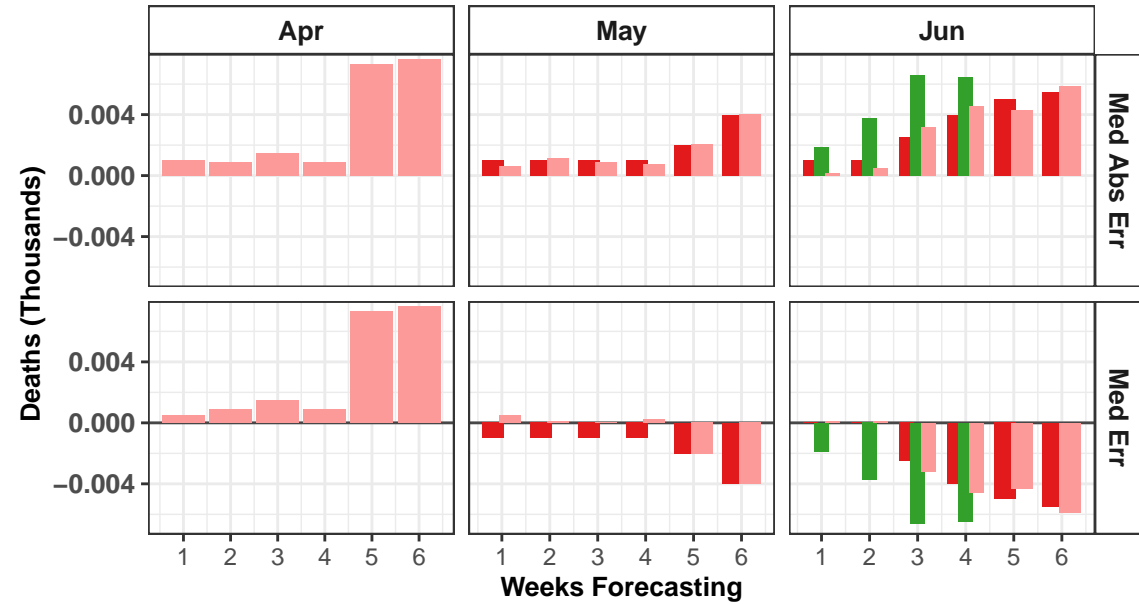 Apr May Jun
Deaths (Thousands)
0.004
0.000
−0.004
Med Abs Err
0.004
0.000
−0.004
Med Err
1 2 3 4 5 6 1 2 3 4 5 6 1 2 3 4 5 6
Weeks Forecasting